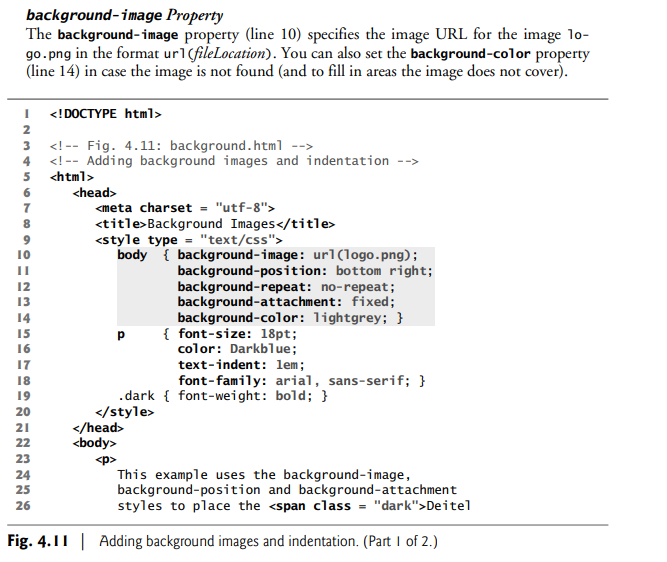 background-image Property
The background-image property (line 10) specifies the image URL for the image lo-
go.png in the format url(fileLocation). You can also set the background-color property
(line 14) in case the image is not found (and to fill in areas the image does not cover).
1 <!DOCTYPE html>
2
3 <!-- Fig. 4.11: background.html -->
4 <!-- Adding background images and indentation -->
5 <html>
6 <head>
7 <meta charset = "utf-8">
8 <title>Background Images</title>
9 <style type = "text/css">
10 body { background-image: url(logo.png);
11 background-position: bottom right;
12 background-repeat: no-repeat;
13 background-attachment: fixed;
14 background-color: lightgrey; }
15 p { font-size: 18pt;
16 color: Darkblue;
17 text-indent: 1em;
18 font-family: arial, sans-serif; }
19 .dark { font-weight: bold; }
20 </style>
21 </head>
22 <body>
23 <p>
24 This example uses the background-image,
25 background-position and background-attachment
26 styles to place the <span class = "dark">Deitel
Fig. 4.11 | Adding background images and indentation. (Part 1 of 2.)